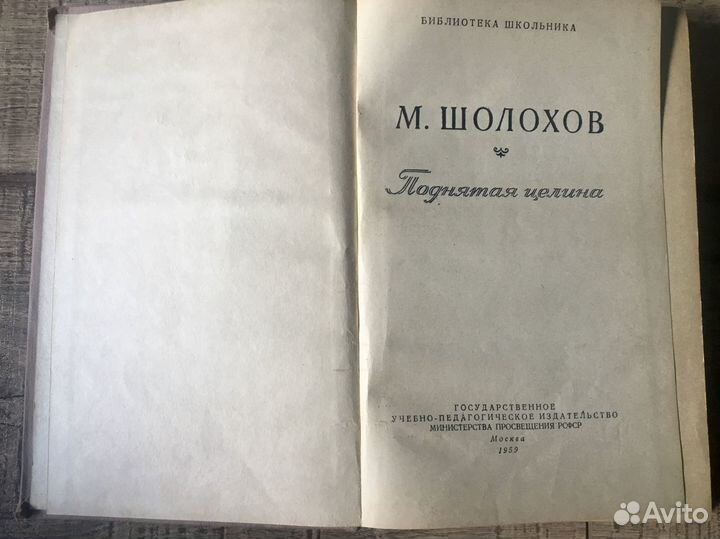 БИБЛИОТЕКА ШКОЛЬНИКА
М. ШОЛОХОВ
Поднятая целина
ГОСУДАРСТВЕННОЕ
УЧЕБНО-ПЕДАГОГИЧЕСКОЕ ИЗДАТЕЛЬСТВО
МИНИСТЕРСТВА ПРОСВЕЩЕНИЯ РСФСР
Москва
1959
Avito